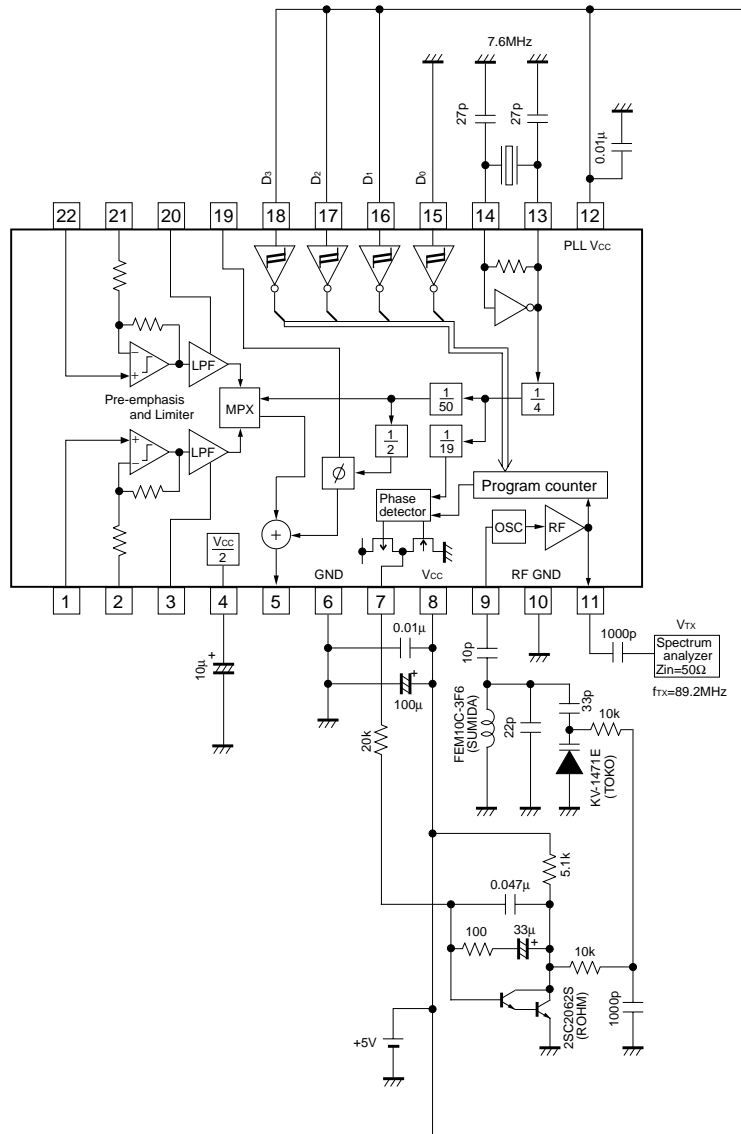 7.6MHz
27p
27p
0.01μ
D3
D2
D1
D0
22
21
20
19
18
17
16
15
14
13
12
PLL VCC
−
+
LPF
Pre-emphasis
and Limiter
MPX
1
50
1
4
1
2
1
19
+
−
LPF
ϕ
Program counter
Phase
detector
OSC
RF
VCC
2
+
GND
VCC
RF GND
1
2
3
4
5
6
7
8
9
10
11
10μ
+
0.01μ
100μ
+
20k
10p
1000p
VTX
Spectrum
analyzer
Zin=50Ω
fTX=89.2MHz
FEM10C-3F6
(SUMIDA)
22p
33p
10k
KV-1471E
(TOKO)
5.1k
0.047μ
100
33μ
+
10k
2SC2062S
(ROHM)
1000p
+5V